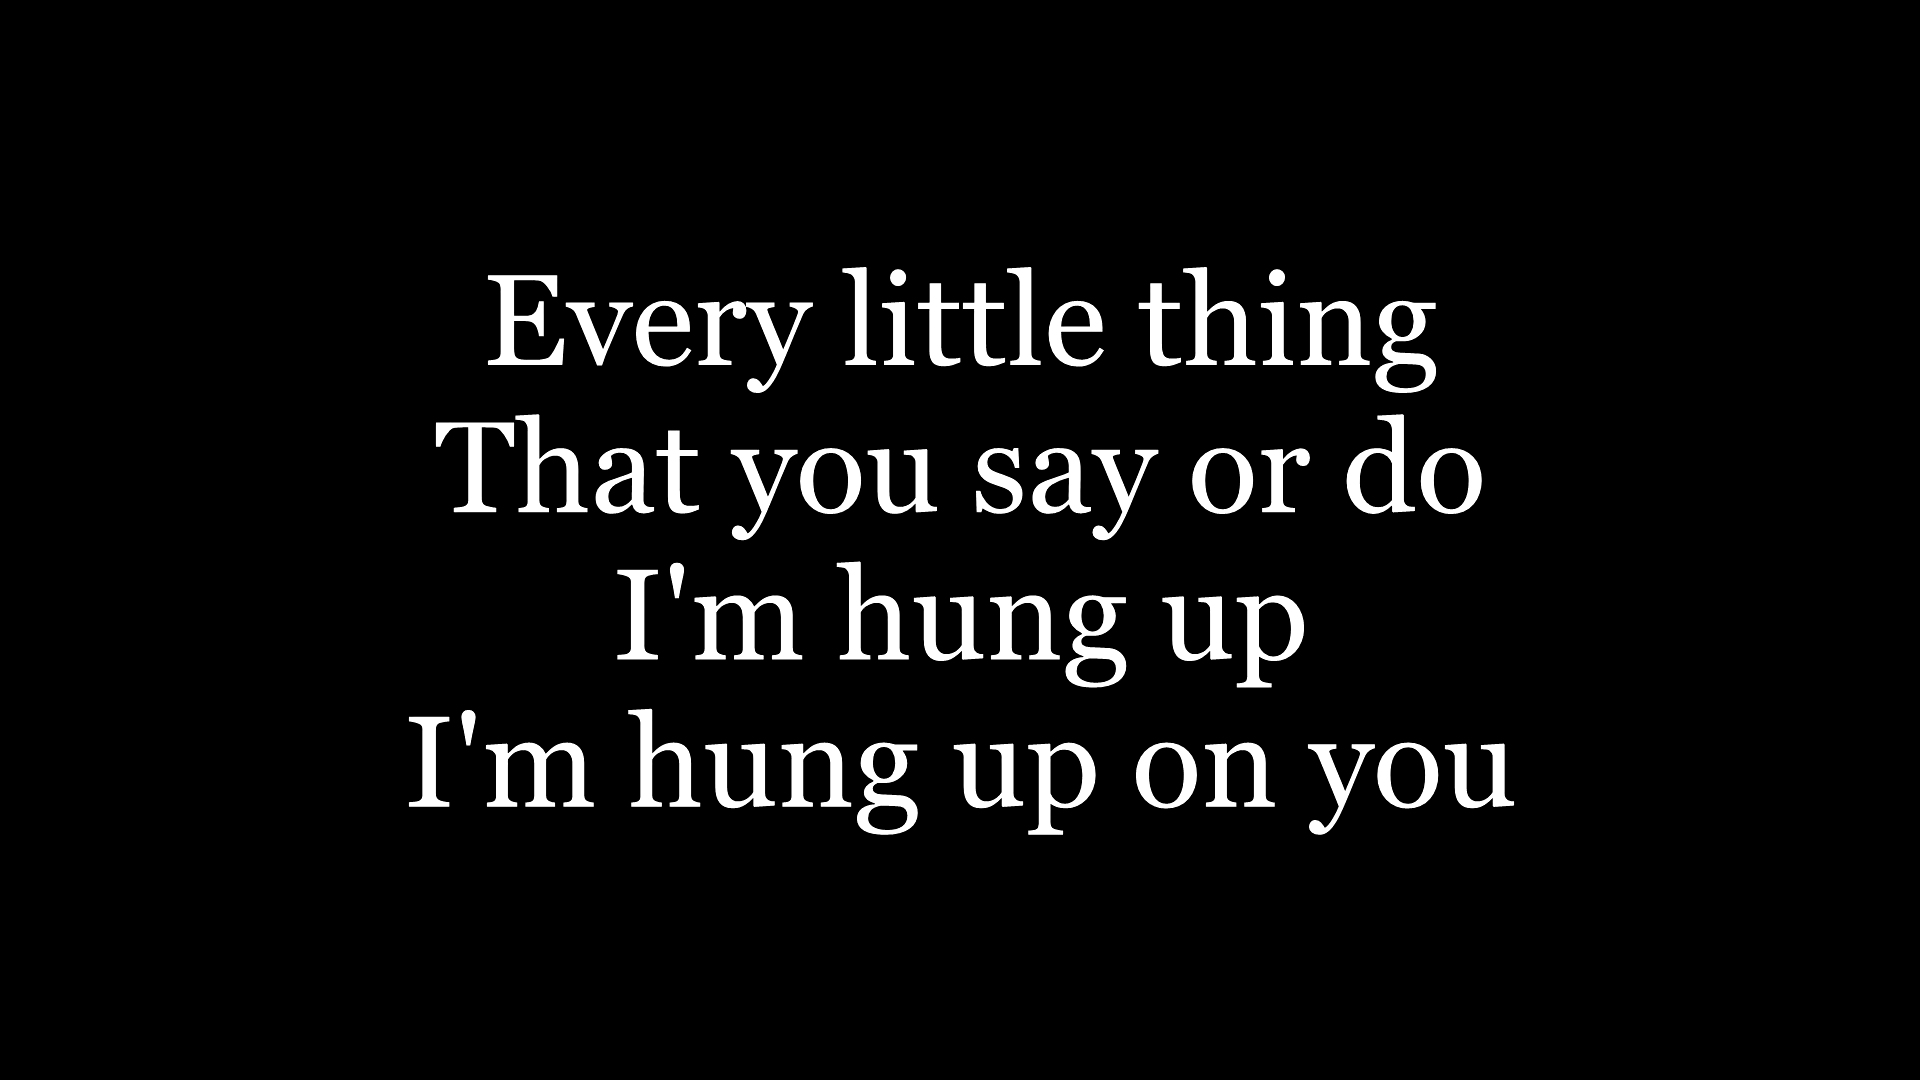 Every little thing
That you say or do
I'm hung up
I'm hung up on you